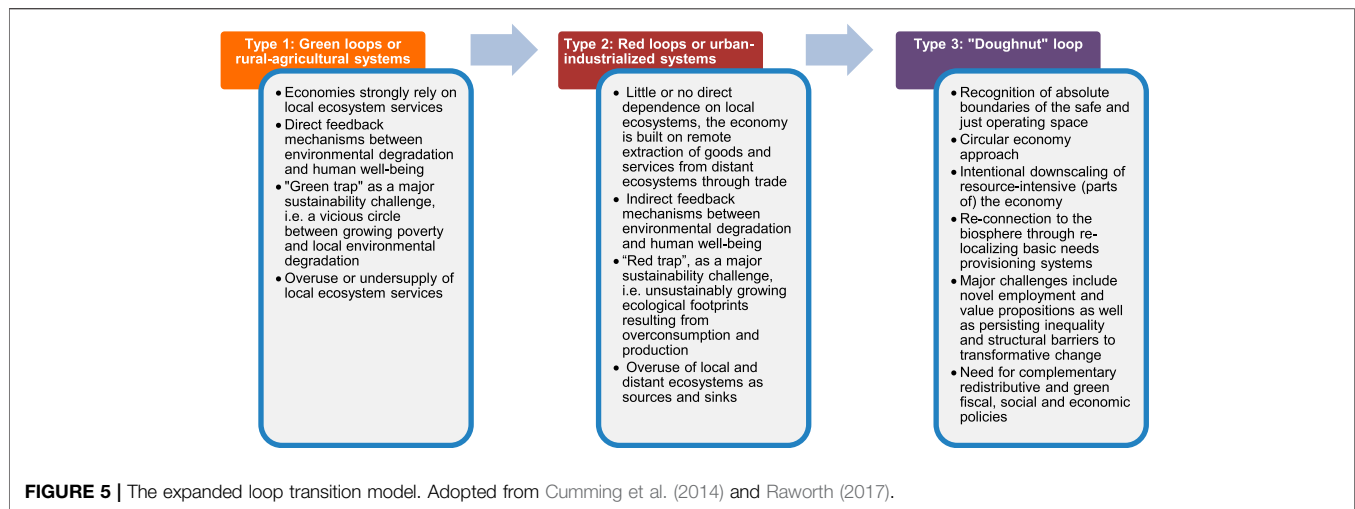 Type 1: Green loops or
rural-agricultural systems
• Economies strongly rely on
local ecosystem services
• Direct feedback
mechanisms between
environmental degradation
and human well-being
• "Green trap" as a major
sustainability challenge,
i.e. a vicious circle
between growing poverty
and local environmental
degradation
• Overuse or undersupply of
local ecosystem services
Type 2: Red loops or urban-
industrialized systems
• Little or no direct
dependence on local
ecosystems, the economy
is built on remote
extraction of goods and
services from distant
ecosystems through trade
• Indirect feedback
mechanisms between
environmental degradation
and human well-being
• “Red trap”, as a major
sustainability challenge,
i.e. unsustainably growing
ecological footprints
resulting from
overconsumption and
production
• Overuse of local and
distant ecosystems as
sources and sinks
Type 3: "Doughnut" loop
• Recognition of absolute
boundaries of the safe and
just operating space
• Circular economy
approach
• Intentional downscaling of
resource-intensive (parts
of) the economy
• Re-connection to the
biosphere through re-
localizing basic needs
provisioning systems
• Major challenges include
novel employment and
value propositions as well
as persisting inequality
and structural barriers to
transformative change
• Need for complementary
redistributive and green
fiscal, social and economic
policies
FIGURE 5 | The expanded loop transition model. Adopted from Cumming et al. (2014) and Raworth (2017).